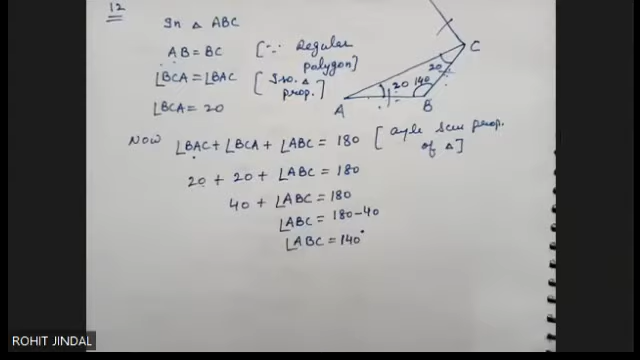 12
In △ ABC
AB = BC [∵ Regular polygon]
∠BCA = ∠BAC [Iso. △ prop.]
∠BCA = 20
Now ∠BAC + ∠BCA + ∠ABC = 180 [angle sum prop. of △]
20 + 20 + ∠ABC = 180
40 + ∠ABC = 180
∠ABC = 180 - 40
∠ABC = 140°
A
B
C
20
140
20
ROHIT JINDAL